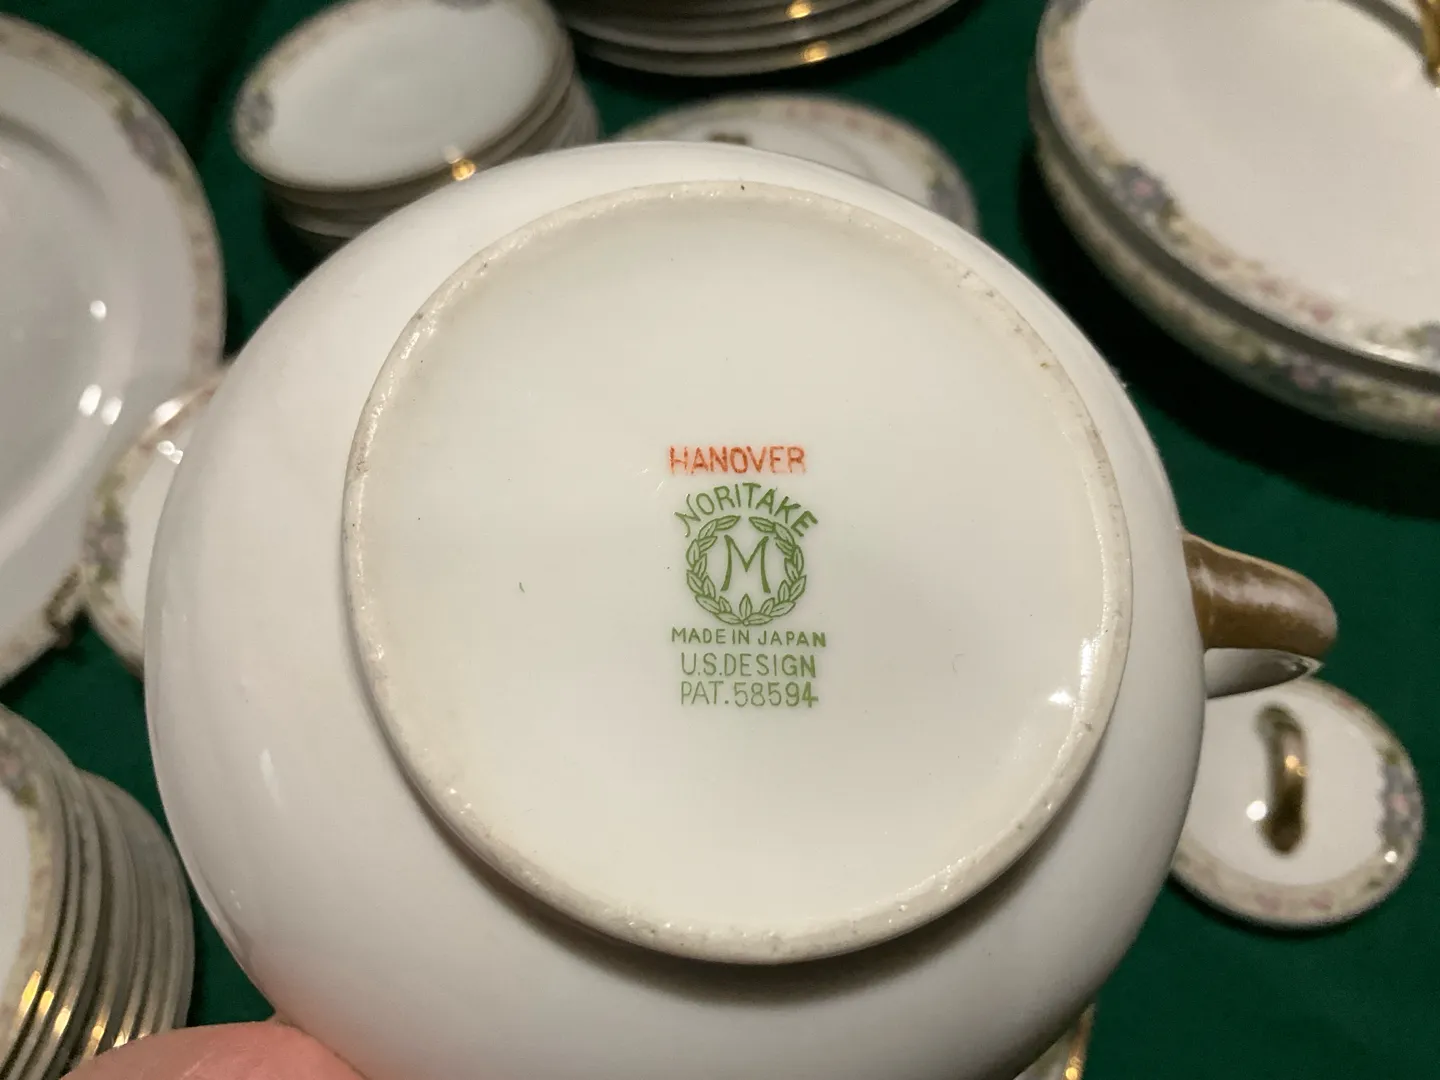 HANOVER
NORITAKE
M
MADE IN JAPAN
U.S.DESIGN
PAT.58594